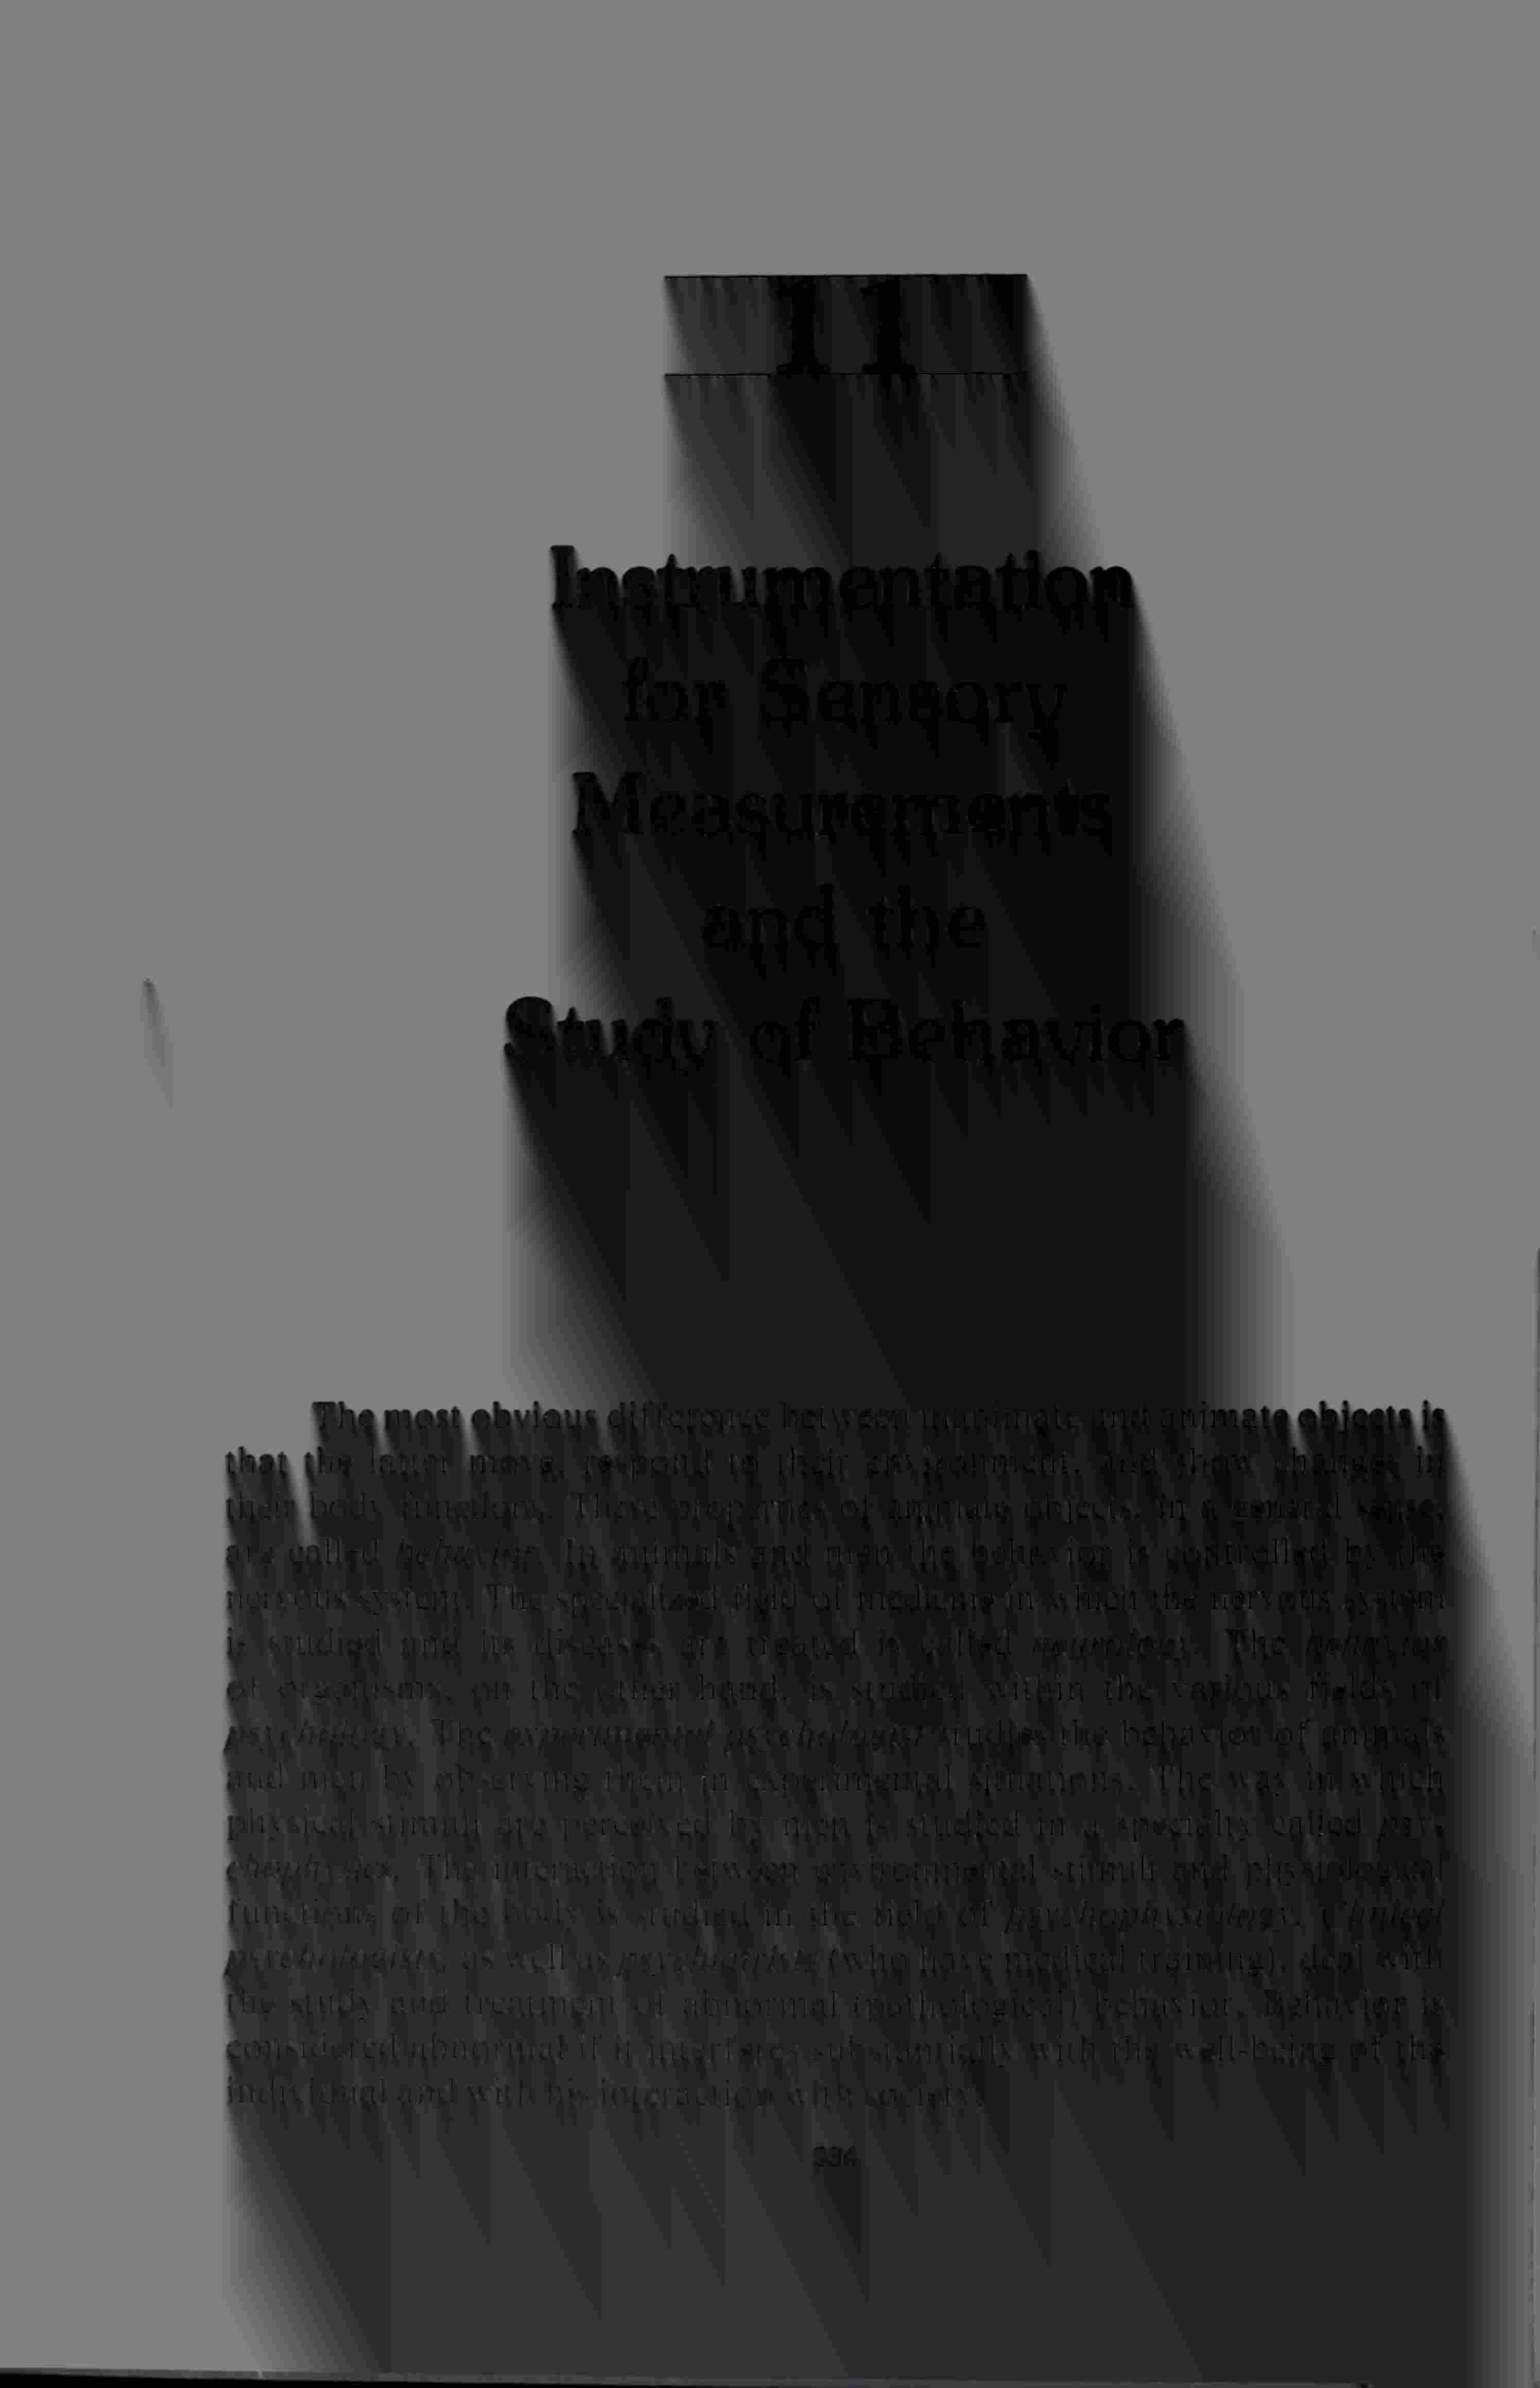 11
Instrumentation
for Sensory
Measurements
and the
Study of Behavior
The most obvious difference between inanimate and animate objects is
that the latter move, respond to their environment, and show changes in
their body functions. These properties of animate objects, in a general sense,
are called behavior. In animals and man the behavior is controlled by the
nervous system. The specialized field of medicine in which the nervous system
is studied and its diseases are treated is called neurology. The behavior
of organisms, on the other hand, is studied within the various fields of
psychology. The experimental psychologist studies the behavior of animals
and men by observing them in experimental situations. The way in which
physical stimuli are perceived by men is studied in a specialty called psy-
chophysics. The interaction between environmental stimuli and physiological
functions of the body is studied in the field of psychophysiology. Clinical
psychologists, as well as psychiatrists (who have medical training), deal with
the study and treatment of abnormal (pathological) behavior. Behavior is
considered abnormal if it interferes substantially with the well-being of the
individual and with his interaction with society.
334